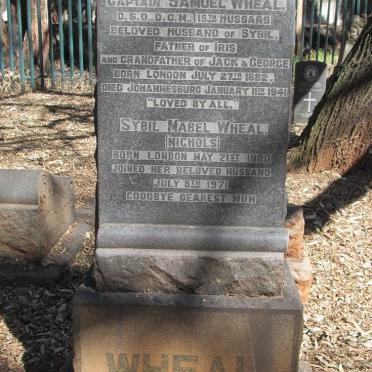 CAPTAIN SAMUEL WHEAL
D.S.O., D.C.M., 15TH HUSSARS
BELOVED HUSBAND OF SYBIL,
FATHER OF IRIS
AND GRANDFATHER OF JACK & GEORGE
BORN LONDON JULY 27TH 1882,
DIED JOHANNESBURG JANUARY 11TH 1941
"LOVED BY ALL"
SYBIL MABEL WHEAL
(NICHOLS)
BORN LONDON MAY 21ST 1880
JOINED HER BELOVED HUSBAND
JULY 8TH 1971
GOODBYE DEAREST MUM
WHEAL